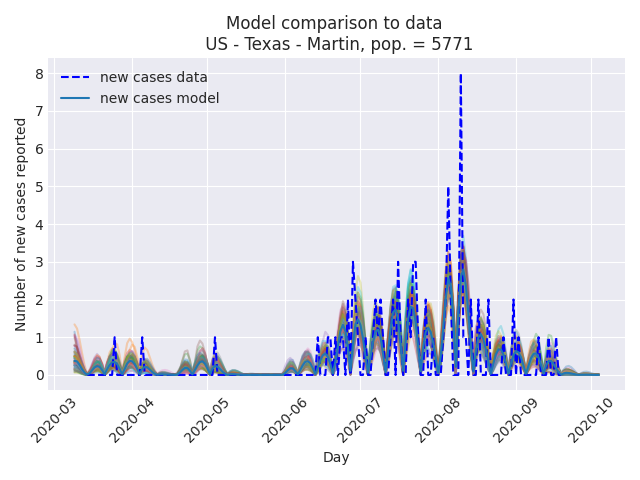 Model comparison to data
US - Texas - Martin, pop. = 5771
new cases data
new cases model
Number of new cases reported
8
7
6
5
4
3
2
1
0
2020-03
2020-04
2020-05
2020-06
2020-07
2020-08
2020-09
2020-10
Day